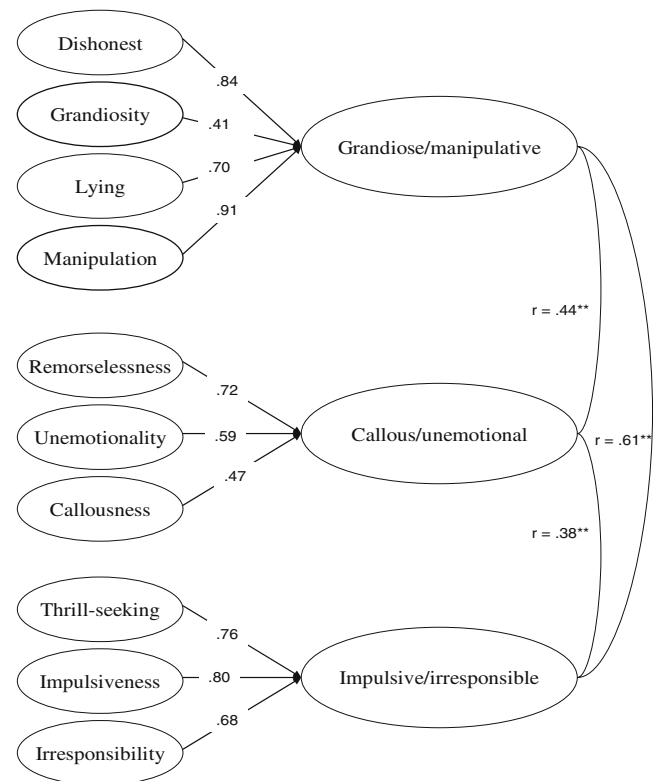 Dishonest
.84
Grandiosity
.41
Grandiose/manipulative
.70
Lying
.91
Manipulation
r = .44**
Remorselessness
.72
Unemotionality
.59
Callous/unemotional
r = .61**
.47
Callousness
r = .38**
Thrill-seeking
.76
Impulsiveness
.80
Impulsive/irresponsible
.68
Irresponsibility